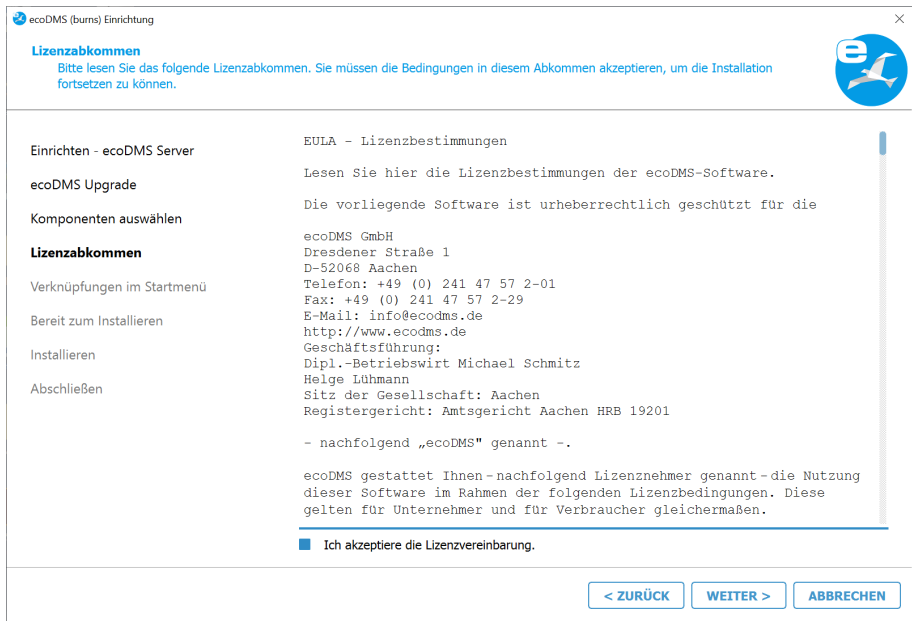 ecoDMS (burns) Einrichtung
Lizenzabkommen
Bitte lesen Sie das folgende Lizenzabkommen. Sie müssen die Bedingungen in diesem Abkommen akzeptieren, um die Installation
fortsetzen zu können.
e
Einrichten - ecoDMS Server
ecoDMS Upgrade
Komponenten auswählen
Lizenzabkommen
Verknüpfungen im Startmenü
Bereit zum Installieren
Installieren
Abschließen
EULA - Lizenzbestimmungen
Lesen Sie hier die Lizenzbestimmungen der ecoDMS-Software.
Die vorliegende Software ist urheberrechtlich geschützt für die
ecoDMS GmbH
Dresdener Straße 1
D-52068 Aachen
Telefon: +49 (0) 241 47 57 2-01
Fax: +49 (0) 241 47 57 2-29
E-Mail: info@ecodms.de
http://www.ecodms.de
Geschäftsführung:
Dipl.-Betriebswirt Michael Schmitz
Helge Lühmann
Sitz der Gesellschaft: Aachen
Registergericht: Amtsgericht Aachen HRB 19201
- nachfolgend „ecoDMS" genannt -.
ecoDMS gestattet Ihnen – nachfolgend Lizenznehmer genannt – die Nutzung
dieser Software im Rahmen der folgenden Lizenzbedingungen. Diese
gelten für Unternehmer und für Verbraucher gleichermaßen.
Ich akzeptiere die Lizenzvereinbarung.
< ZURÜCK
WEITER >
ABBRECHEN